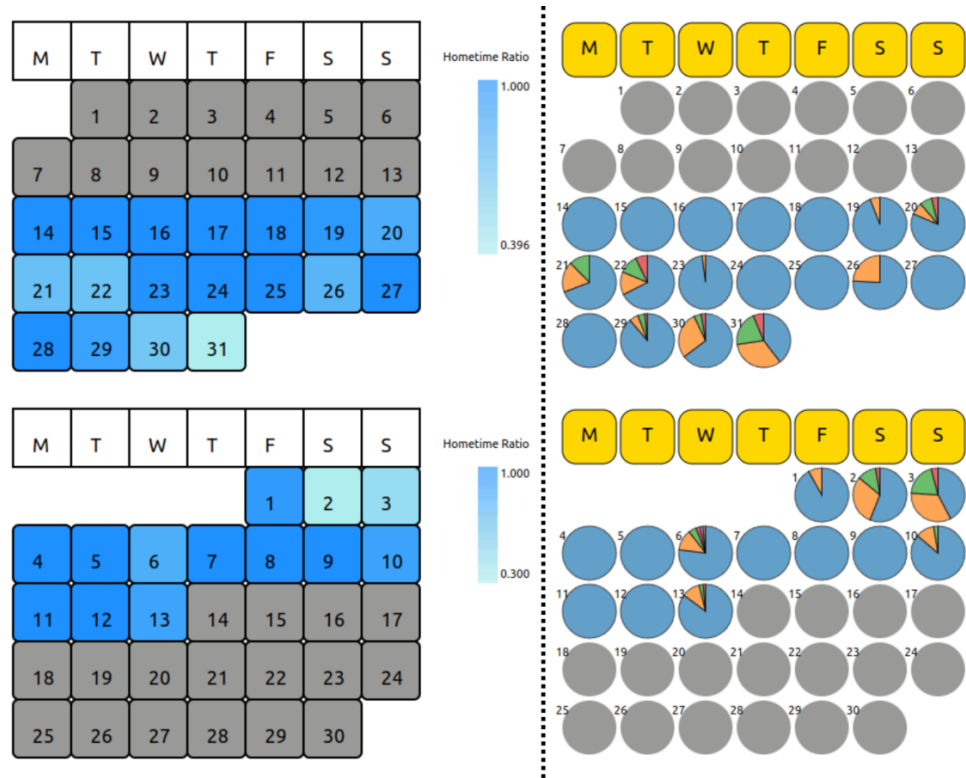 M T W T F S S
1 2 3 4 5 6
7 8 9 10 11 12 13
14 15 16 17 18 19 20
21 22 23 24 25 26 27
28 29 30 31
Hometime Ratio
1.000
0.396
M T W T F S S
1 2 3 4 5 6
7 8 9 10 11 12 13
14 15 16 17 18 19 20
21 22 23 24 25 26 27
28 29 30 31
M T W T F S S
1 2 3
4 5 6 7 8 9 10
11 12 13 14 15 16 17
18 19 20 21 22 23 24
25 26 27 28 29 30
Hometime Ratio
1.000
0.300
M T W T F S S
1 2 3
4 5 6 7 8 9 10
11 12 13 14 15 16 17
18 19 20 21 22 23 24
25 26 27 28 29 30